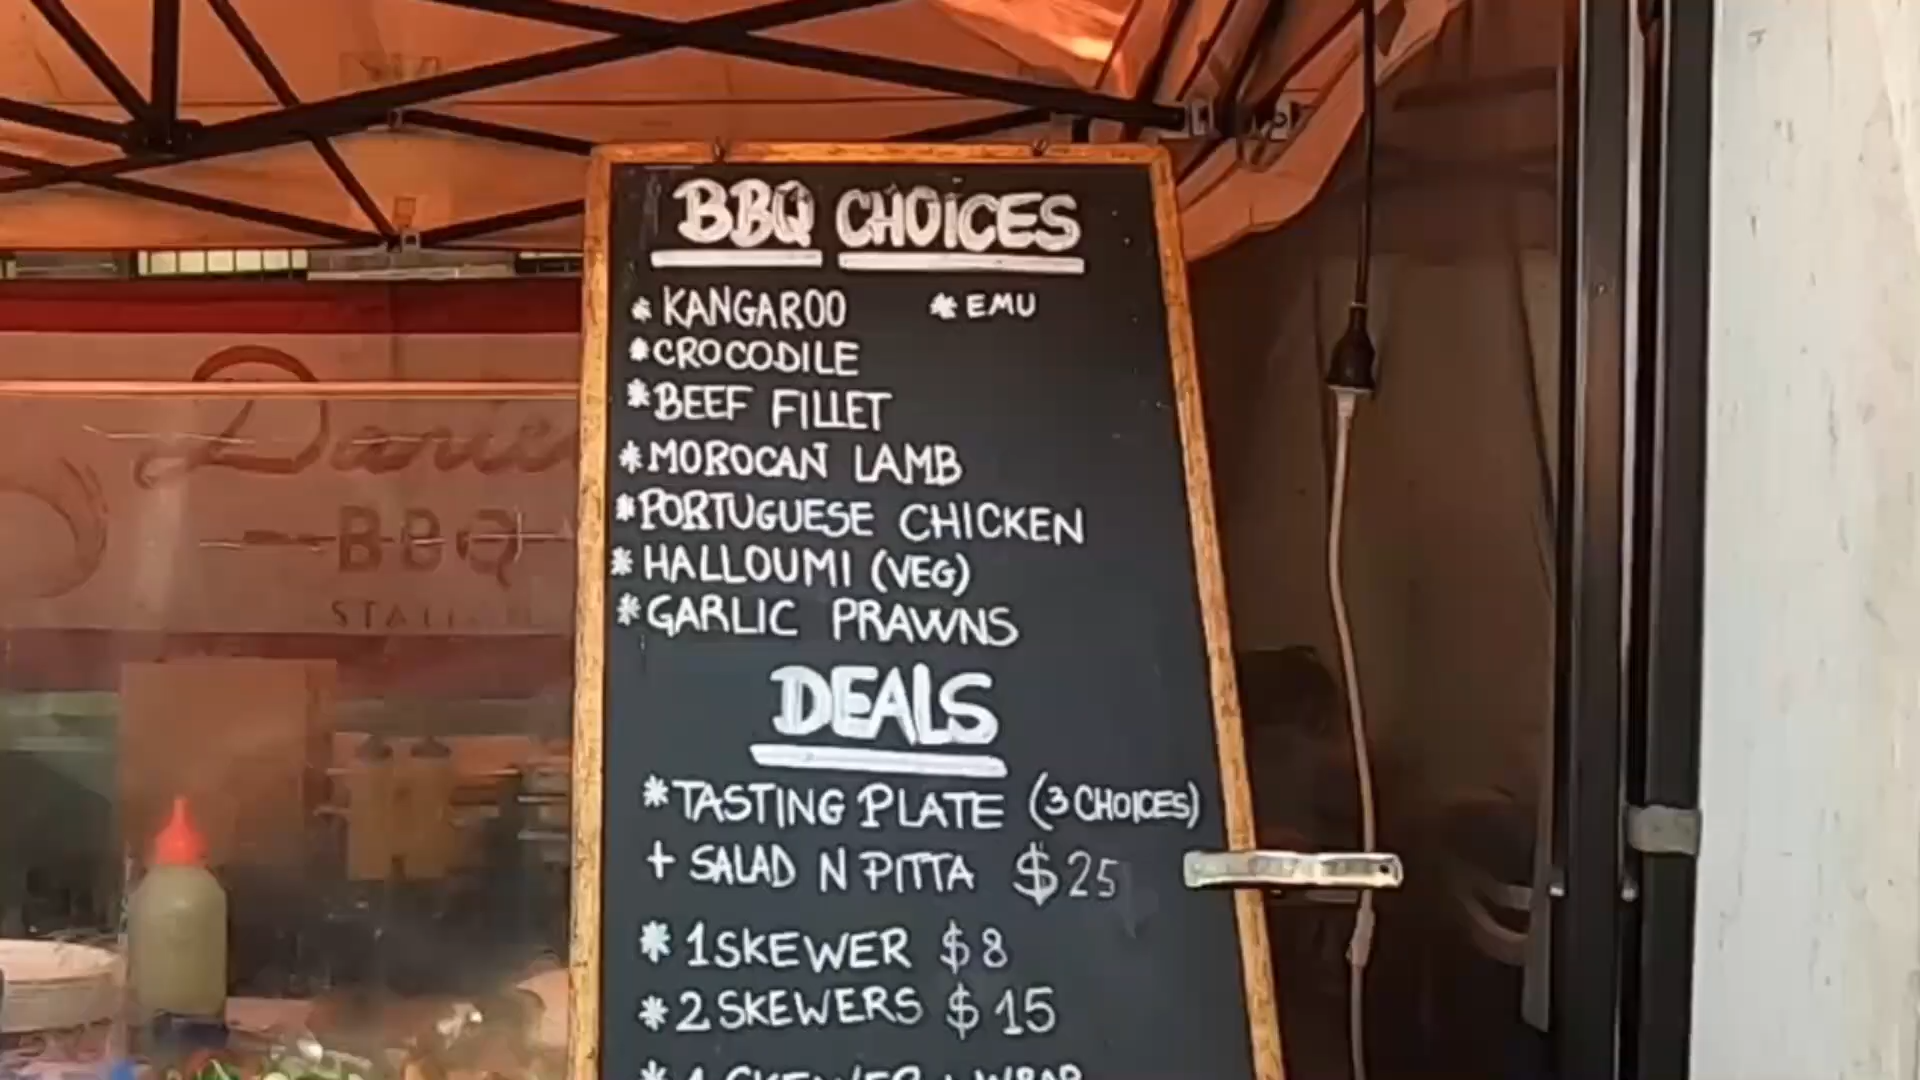 BBQ CHOICES
* KANGAROO * EMU
* CROCODILE
* BEEF FILLET
* MOROCAN LAMB
* PORTUGUESE CHICKEN
* HALLOUMI (VEG)
* GARLIC PRAWNS
DEALS
* TASTING PLATE (3 CHOICES)
+ SALAD N PITTA $25
* 1 SKEWER $8
* 2 SKEWERS $15
BBQ